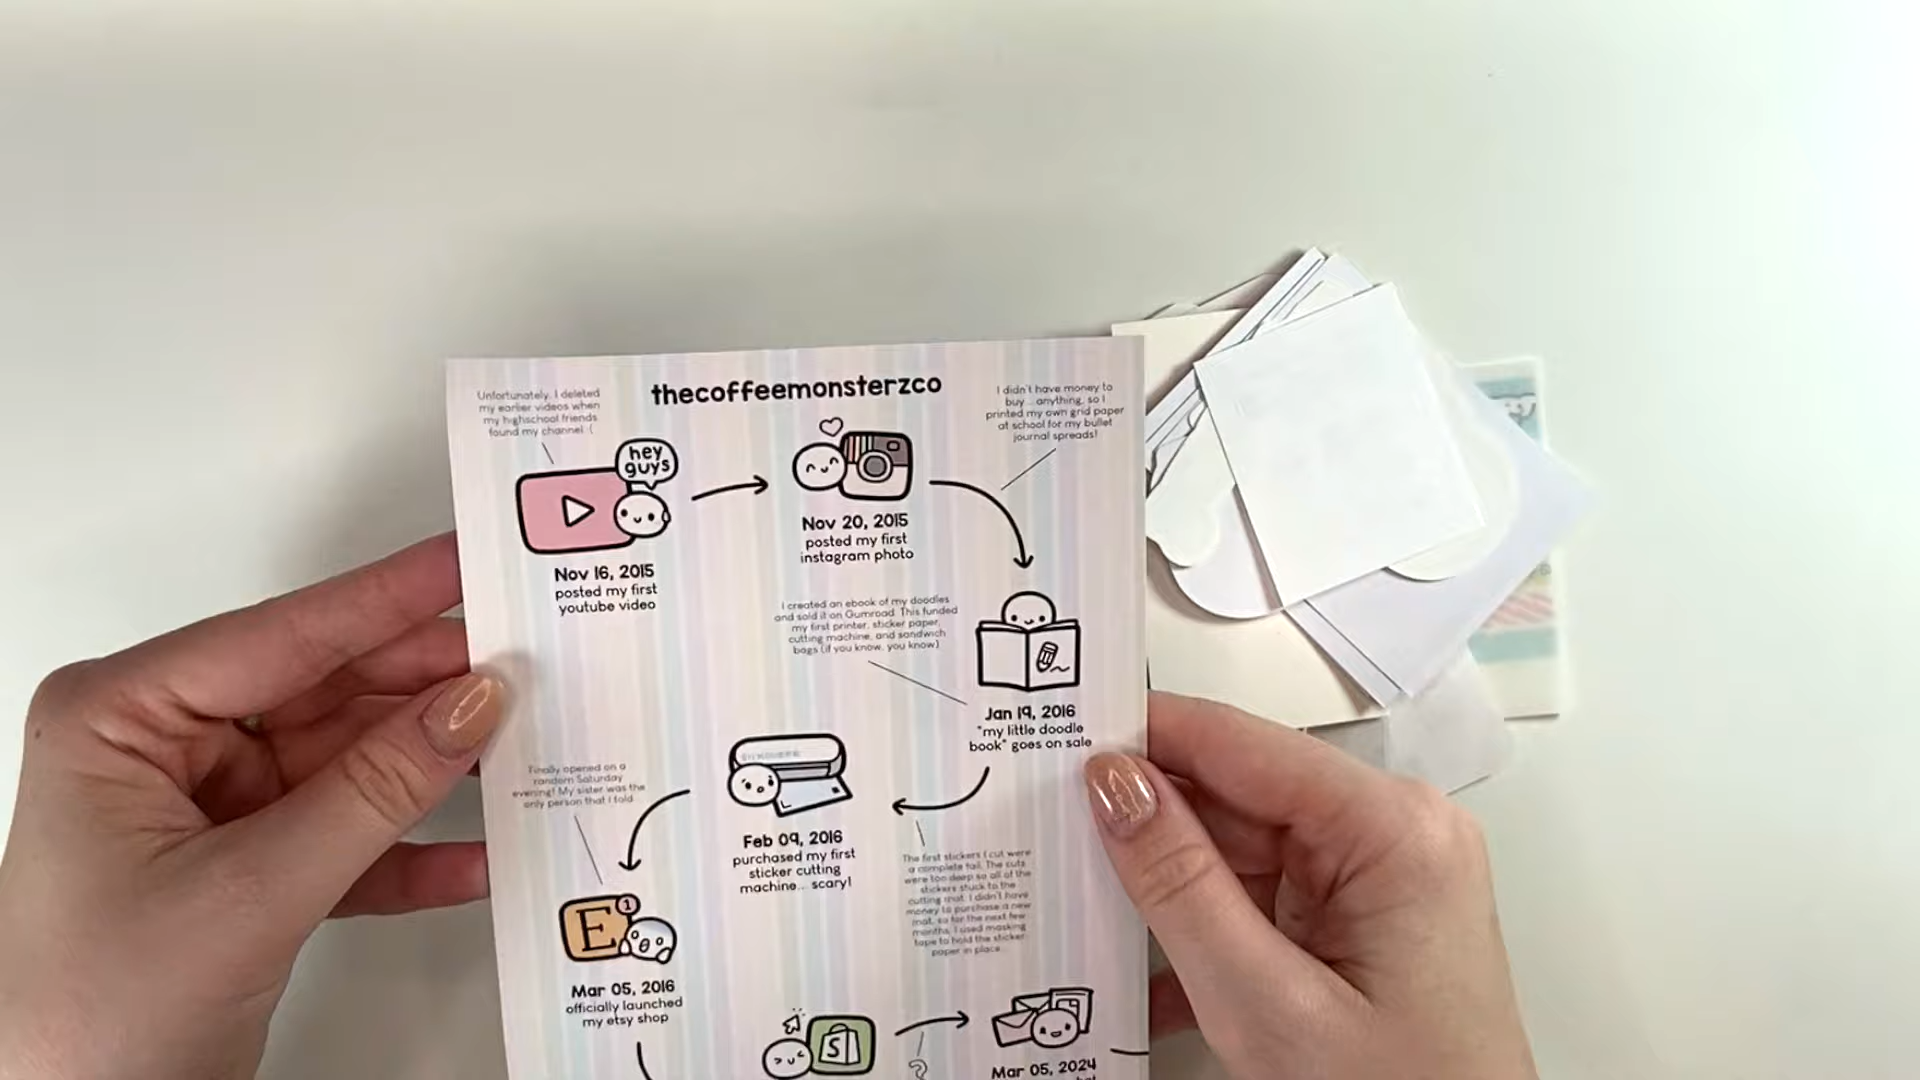 thecoffeemonsterzco
Unfortunately, I deleted
my earlier videos when
my highschool friends
found my channel :(
hey
guys
Nov 16, 2015
posted my first
youtube video
Nov 20, 2015
posted my first
instagram photo
I didn't have money to
buy... anything, so I
printed my own grid paper
at school for my bullet
journal spreads!
I created an ebook of my doodles
and sold it on Gumroad. This funded
my first printer, sticker paper,
cutting machine, and sandwich
bags (if you know, you know)
Jan 19, 2016
"my little doodle
book" goes on sale
Feb 09, 2016
purchased my first
sticker cutting
machine... scary!
The first stickers I cut were
a complete fail. The cuts
were too deep so all of the
stickers stuck to the
cutting mat. I didn't have
money to purchase a new
mat, so for the next few
months, I used masking
tape to hold the sticker
paper in place.
Finally opened on a
random Saturday
evening! My sister was the
only person that I told.
E
1
Mar 05, 2016
officially launched
my etsy shop
S
Mar 05, 2024